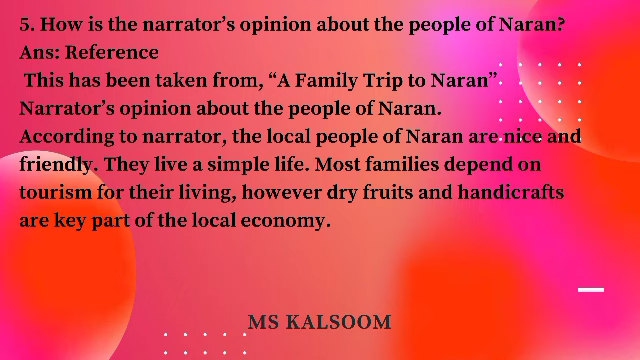 5. How is the narrator’s opinion about the people of Naran?
Ans: Reference
This has been taken from, “A Family Trip to Naran”
Narrator’s opinion about the people of Naran.
According to narrator, the local people of Naran are nice and
friendly. They live a simple life. Most families depend on
tourism for their living, however dry fruits and handicrafts
are key part of the local economy.
MS KALSOOM